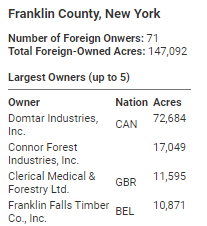 Franklin County, New York
Number of Foreign Onwers: 71
Total Foreign-Owned Acres: 147,092
Largest Owners (up to 5)
Owner Nation Acres
Domtar Industries, Inc. CAN 72,684
Connor Forest Industries, Inc. 17,049
Clerical Medical & Forestry Ltd. GBR 11,595
Franklin Falls Timber Co., Inc. BEL 10,871